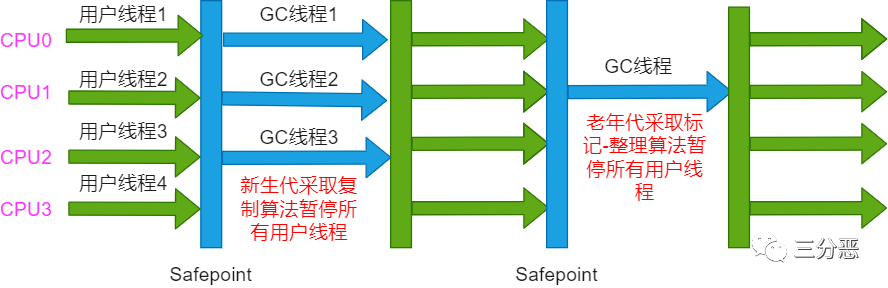 用户线程1
GC线程1
CPU0
GC线程
用户线程2
GC线程2
CPU1
用户线程3
GC线程3
CPU2
用户线程4
CPU3
新生代采取复
制算法暂停所
有用户线程
老年代采取标
记-整理算法暂
停所有用户线
程
三分恶
Safepoint
Safepoint